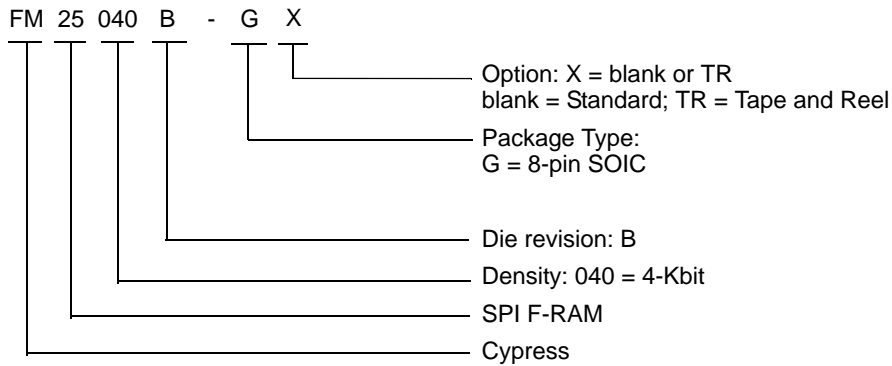 FM 25 040 B - G X
Option: X = blank or TR
blank = Standard; TR = Tape and Reel
Package Type:
G = 8-pin SOIC
Die revision: B
Density: 040 = 4-Kbit
SPI F-RAM
Cypress